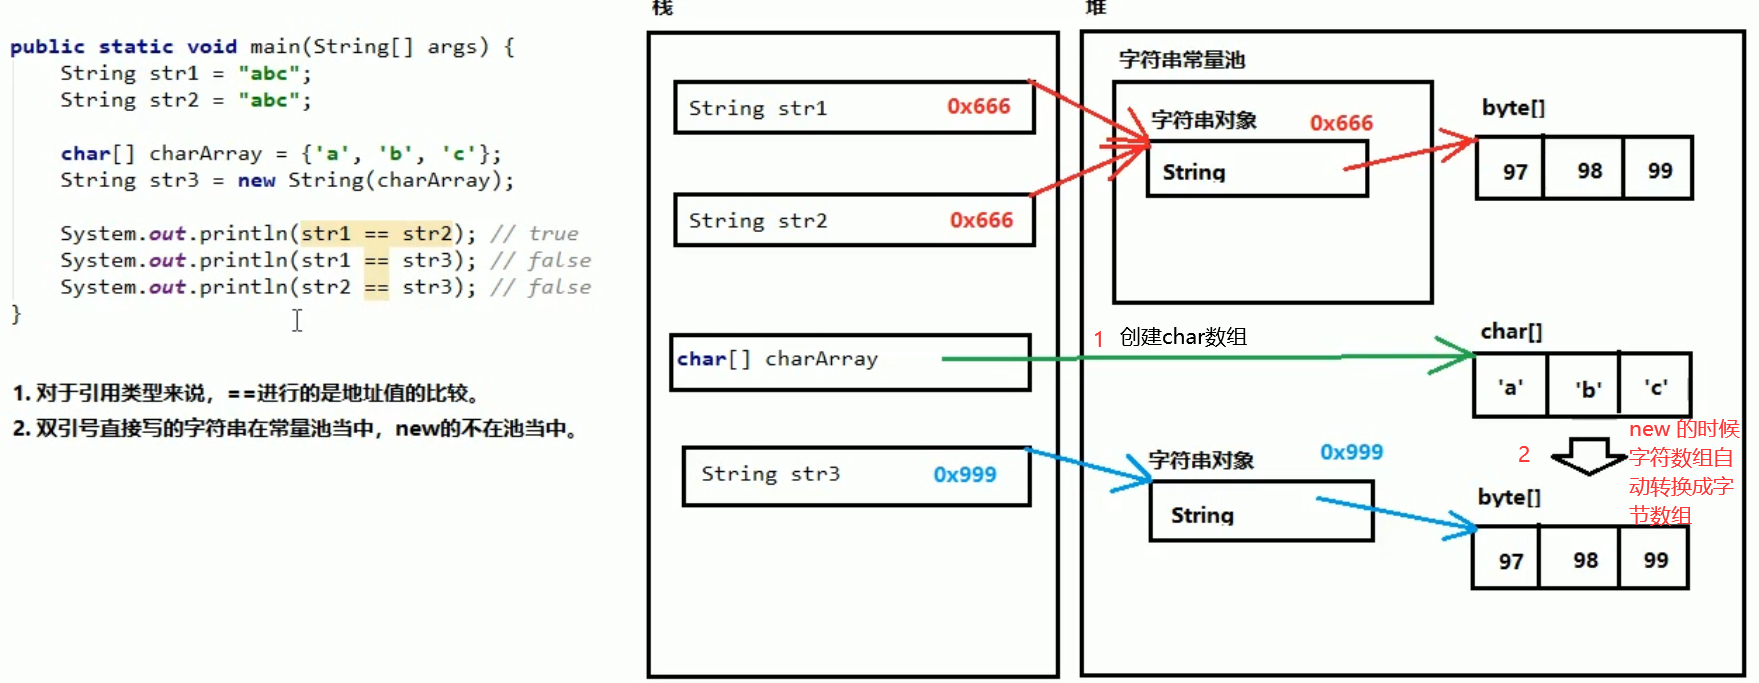 public static void main(String[] args) {
String str1 = "abc";
String str2 = "abc";
char[] charArray = {'a', 'b', 'c'};
String str3 = new String(charArray);
System.out.println(str1 == str2); // true
System.out.println(str1 == str3); // false
System.out.println(str2 == str3); // false
}
1. 对于引用类型来说，==进行的是地址值的比较。
2. 双引号直接写的字符串在常量池当中，new的不在池当中。
栈
String str1 0x666
String str2 0x666
char[] charArray
String str3 0x999
堆
字符串常量池
字符串对象 0x666
String
byte[]
97 98 99
1 创建char数组
char[]
'a' 'b' 'c'
2
new 的时候
字符数组自
动转换成字
节数组
字符串对象 0x999
String
byte[]
97 98 99